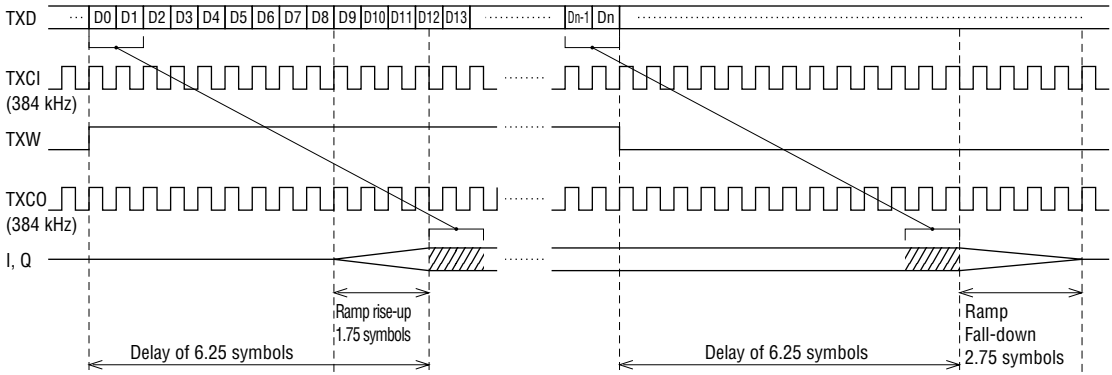 TXD
D0 D1 D2 D3 D4 D5 D6 D7 D8 D9 D10 D11 D12 D13 Dn-1 Dn
TXCI
(384 kHz)
TXW
TXCO
(384 kHz)
I, Q
Ramp rise-up
1.75 symbols
Ramp
Fall-down
2.75 symbols
Delay of 6.25 symbols
Delay of 6.25 symbols